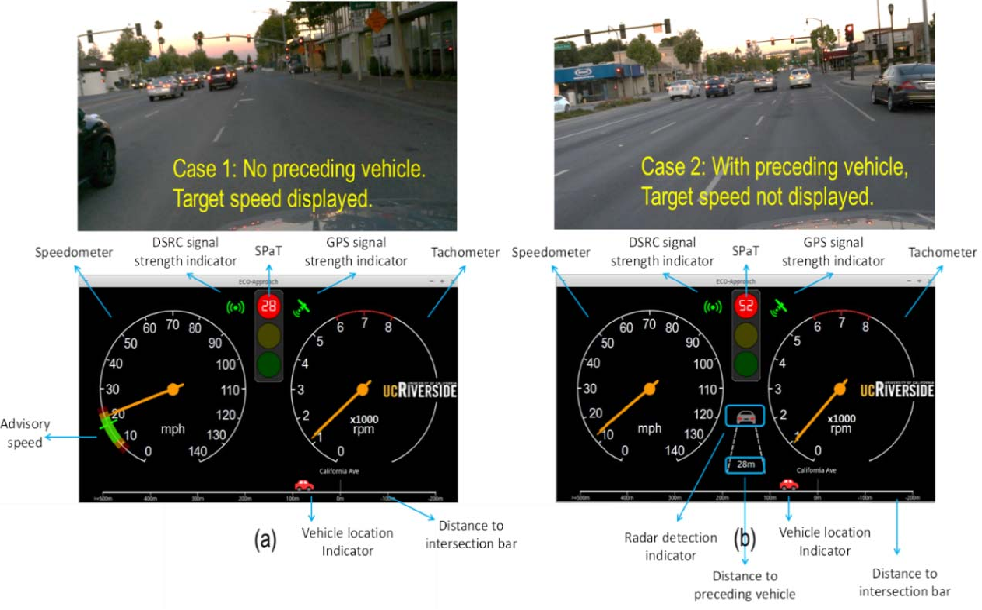 Case 1: No preceding vehicle.
Target speed displayed.
Case 2: With preceding vehicle,
Target speed not displayed.
Speedometer
DSRC signal
strength indicator
SPaT
GPS signal
strength indicator
Tachometer
Speedometer
DSRC signal
strength indicator
SPaT
GPS signal
strength indicator
Tachometer
ECO-Approach
28
0 10 20 30 40 50 60 70 80 90 100 110 120 130 140
mph
0 1 2 3 4 5 6 7 8
x1000
rpm
UNIVERSITY OF CALIFORNIA
UCRIVERSIDE
California Ave
>=500m 400m 300m 200m 100m 0m -100m -200m
Advisory
speed
Vehicle location
Indicator
Distance to
intersection bar
(a)
ECO-Approach
52
0 10 20 30 40 50 60 70 80 90 100 110 120 130 140
mph
0 1 2 3 4 5 6 7 8
x1000
rpm
UNIVERSITY OF CALIFORNIA
UCRIVERSIDE
28m
California Ave
>=500m 400m 300m 200m 100m 0m -100m -200m
Radar detection
indicator
(b)
Vehicle location
Indicator
Distance to
preceding vehicle
Distance to
intersection bar